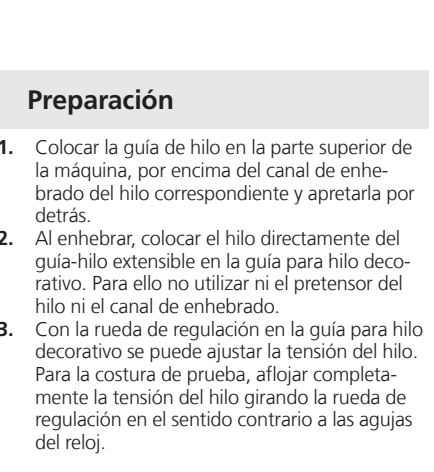 Preparación
1. Colocar la guía de hilo en la parte superior de
la máquina, por encima del canal de enhe-
brado del hilo correspondiente y apretarla por
detrás.
2. Al enhebrar, colocar el hilo directamente del
guía-hilo extensible en la guía para hilo deco-
rativo. Para ello no utilizar ni el pretensor del
hilo ni el canal de enhebrado.
3. Con la rueda de regulación en la guía para hilo
decorativo se puede ajustar la tensión del hilo.
Para la costura de prueba, aflojar completa-
mente la tensión del hilo girando la rueda de
regulación en el sentido contrario a las agujas
del reloj.